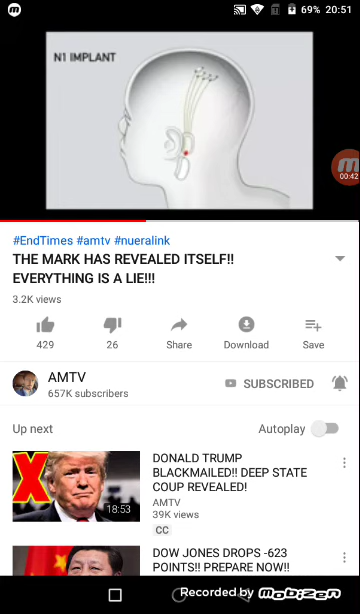 69% 20:51
N1 IMPLANT
00:42
#EndTimes #amtv #nueralink
THE MARK HAS REVEALED ITSELF!!
EVERYTHING IS A LIE!!!
3.2K views
429
26
Share
Download
Save
AMTV
657K subscribers
SUBSCRIBED
Up next
Autoplay
X
18:53
DONALD TRUMP
BLACKMAILED!! DEEP STATE
COUP REVEALED!
AMTV
39K views
CC
DOW JONES DROPS -623
POINTS!! PREPARE NOW!!
Recorded by Mobizen